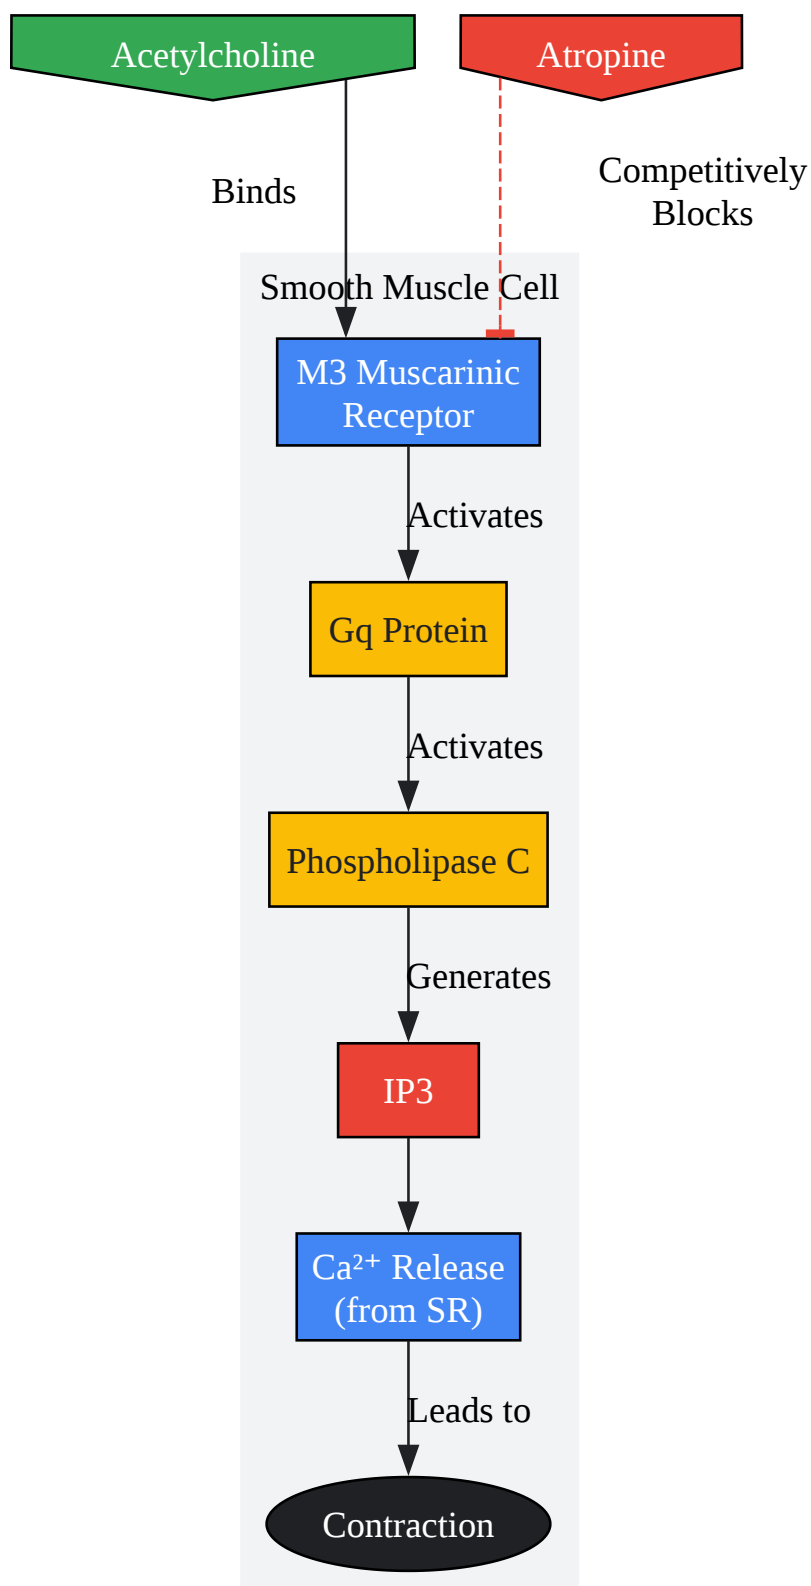 Acetylcholine
Atropine
Binds
Competitively
Blocks
Smooth Muscle Cell
M3 Muscarinic
Receptor
Activates
Gq Protein
Activates
Phospholipase C
Generates
IP3
Ca²⁺ Release
(from SR)
Leads to
Contraction